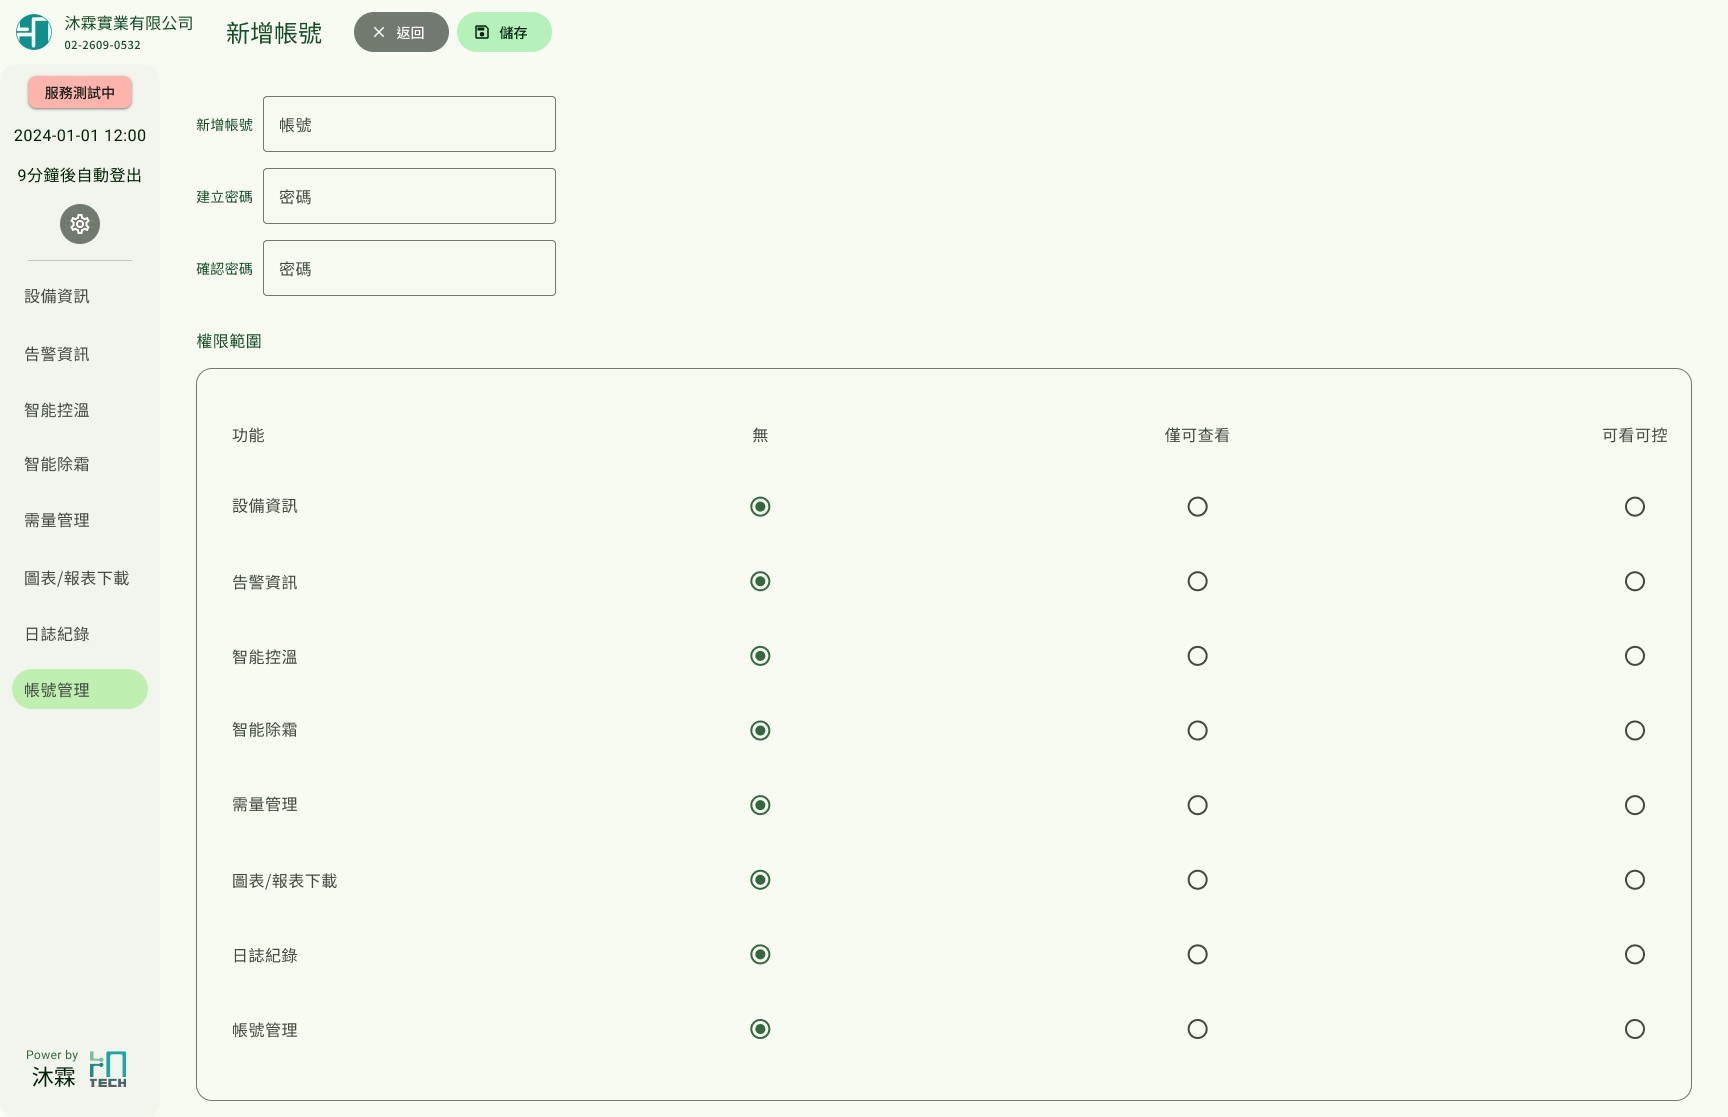 沐霖實業有限公司
02-2609-0532
新增帳號
返回
儲存
服務測試中
2024-01-01 12:00
9分鐘後自動登出
設備資訊
告警資訊
智能控溫
智能除霜
需量管理
圖表/報表下載
日誌紀錄
帳號管理
Power by
沐霖
TECH
新增帳號 帳號
建立密碼 密碼
確認密碼 密碼
權限範圍
功能 無 僅可查看 可看可控
設備資訊
告警資訊
智能控溫
智能除霜
需量管理
圖表/報表下載
日誌紀錄
帳號管理